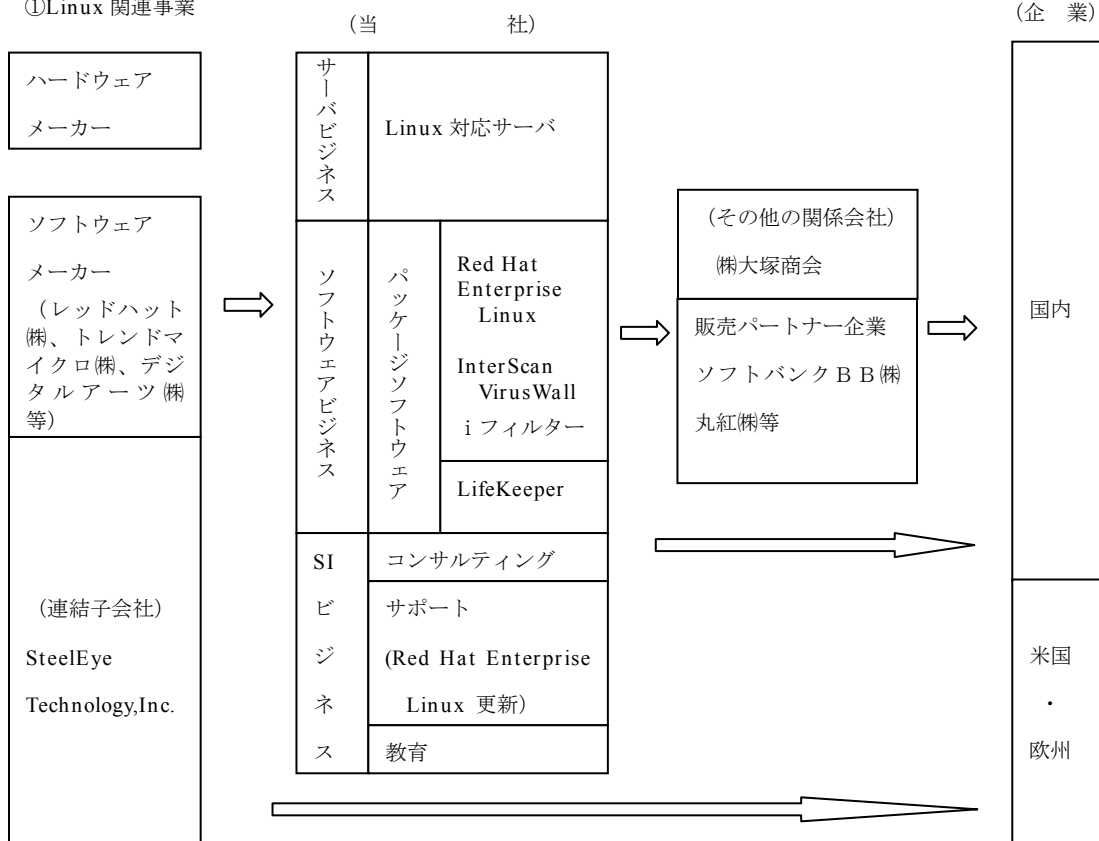 ①Linux 関連事業
(当　　　社)
(企　業)
ハードウェア
メーカー
ソフトウェア
メーカー
(レッドハット
㈱、トレンドマ
イクロ㈱、デジ
タルアーツ㈱
等)
(連結子会社)
SteelEye
Technology,Inc.
サーバビジネス
Linux 対応サーバ
ソフトウェアビジネス
パッケージソフトウェア
Red Hat
Enterprise
Linux
InterScan
VirusWall
i フィルター
LifeKeeper
SIビジネス
コンサルティング
サポート
(Red Hat Enterprise
Linux 更新)
教育
(その他の関係会社)
㈱大塚商会
販売パートナー企業
ソフトバンクＢＢ㈱
丸紅㈱等
国内
米国
・
欧州